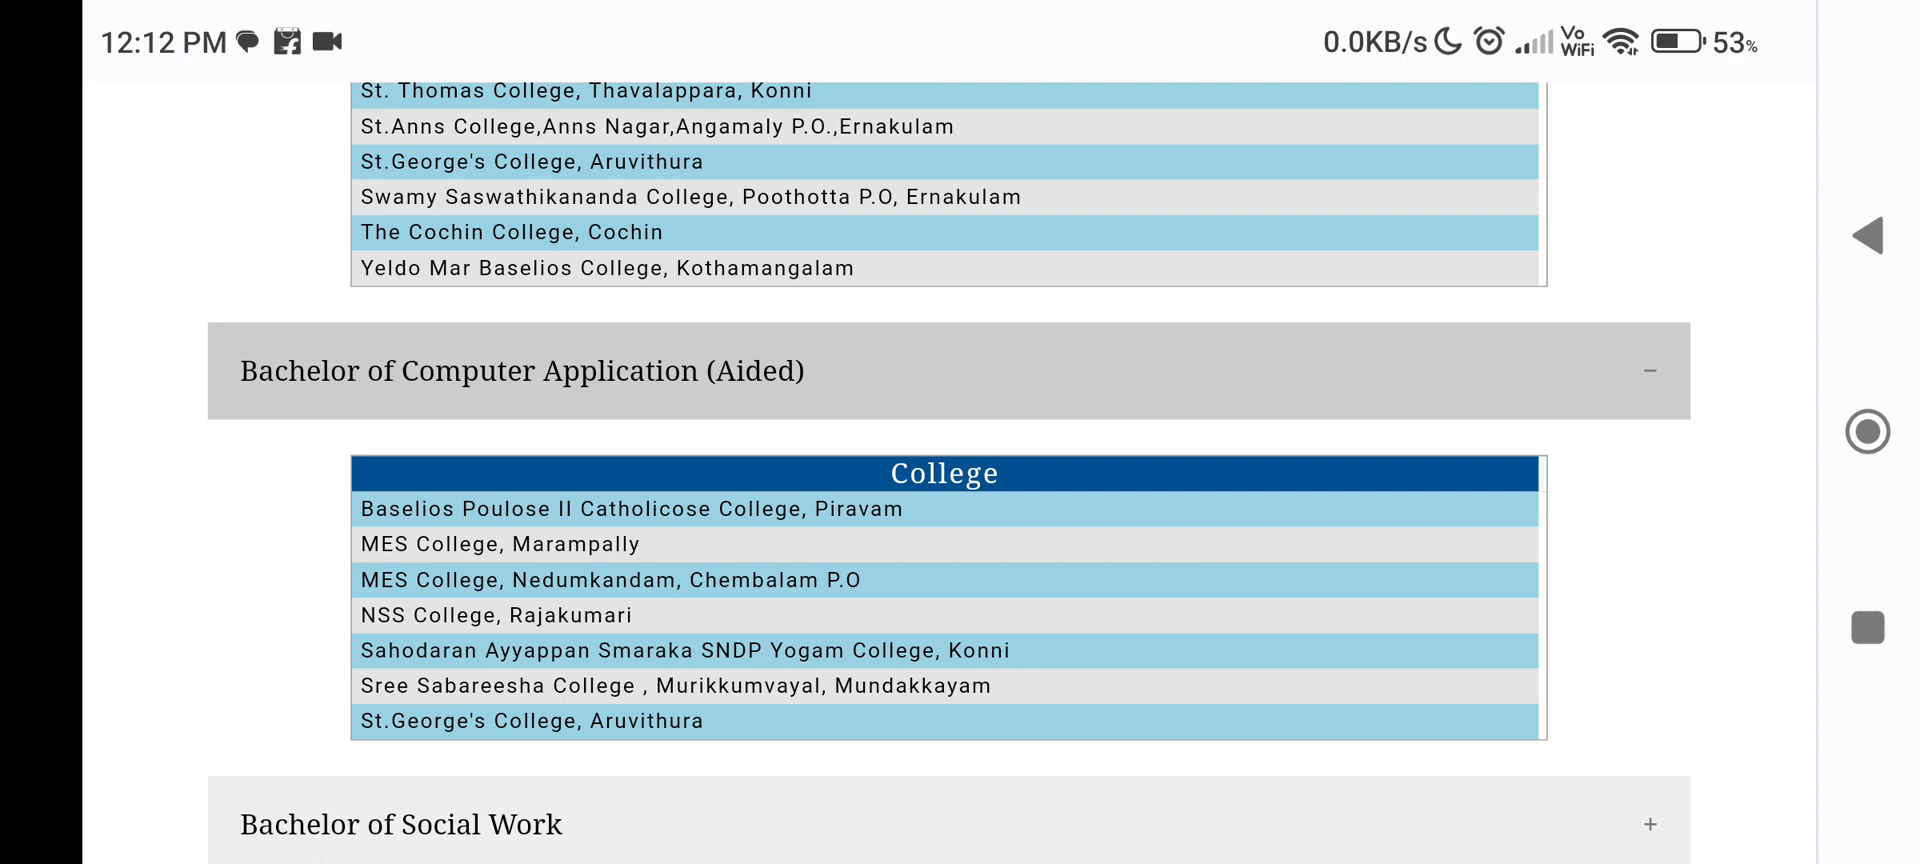 12:12 PM
0.0KB/s Vo WiFi 53%
St. Thomas College, Thavalappara, Konni
St.Anns College,Anns Nagar,Angamaly P.O.,Ernakulam
St.George's College, Aruvithura
Swamy Saswathikananda College, Poothotta P.O, Ernakulam
The Cochin College, Cochin
Yeldo Mar Baselios College, Kothamangalam
Bachelor of Computer Application (Aided) −
College
Baselios Poulose II Catholicose College, Piravam
MES College, Marampally
MES College, Nedumkandam, Chembalam P.O
NSS College, Rajakumari
Sahodaran Ayyappan Smaraka SNDP Yogam College, Konni
Sree Sabareesha College , Murikkumvayal, Mundakkayam
St.George's College, Aruvithura
Bachelor of Social Work +